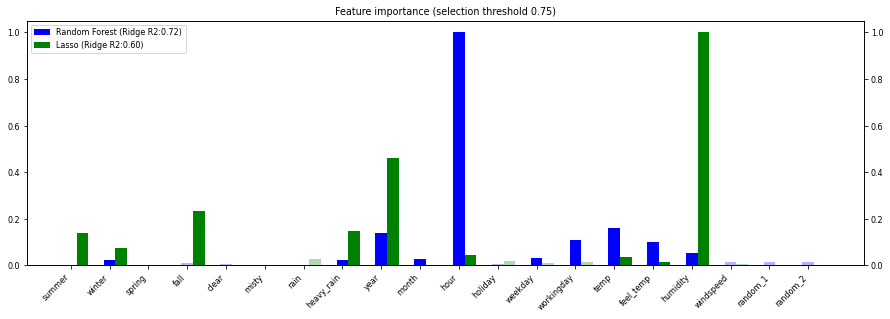 Feature importance (selection threshold 0.75)
Random Forest (Ridge R2:0.72)
Lasso (Ridge R2:0.60)
1.0
0.8
0.6
0.4
0.2
0.0
1.0
0.8
0.6
0.4
0.2
0.0
summer
winter
spring
fall
clear
misty
rain
heavy_rain
year
month
hour
holiday
weekday
workingday
temp
feel_temp
humidity
windspeed
random_1
random_2